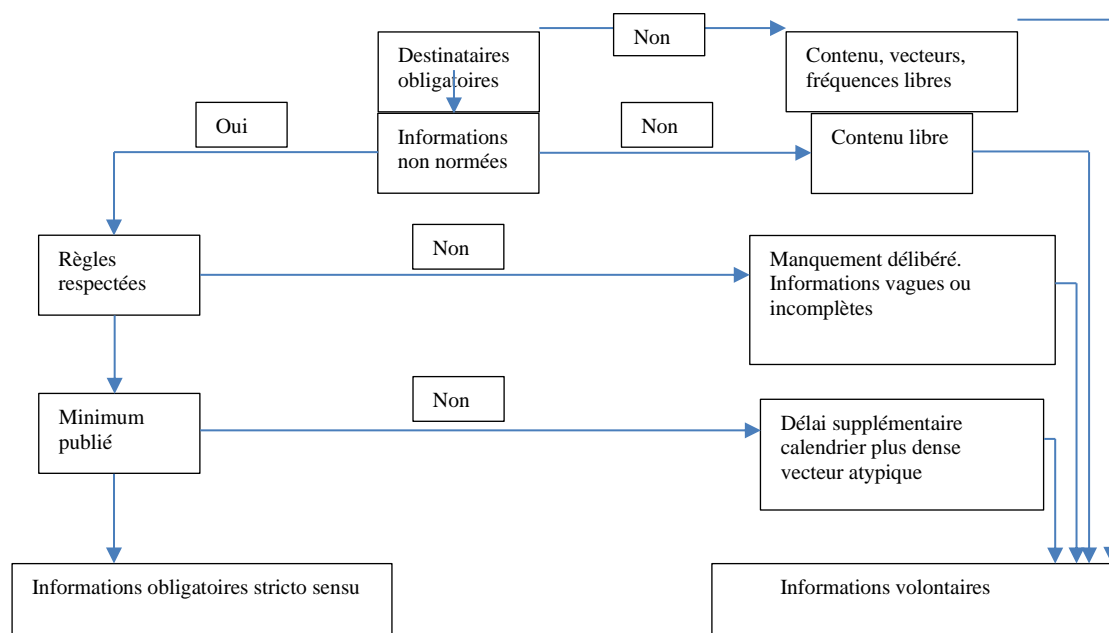 Destinataires
obligatoires
Non
Contenu, vecteurs,
fréquences libres
Oui
Informations
non normées
Non
Contenu libre
Règles
respectées
Non
Manquement délibéré.
Informations vagues ou
incomplètes
Minimum
publié
Non
Délai supplémentaire
calendrier plus dense
vecteur atypique
Informations obligatoires stricto sensu
Informations volontaires